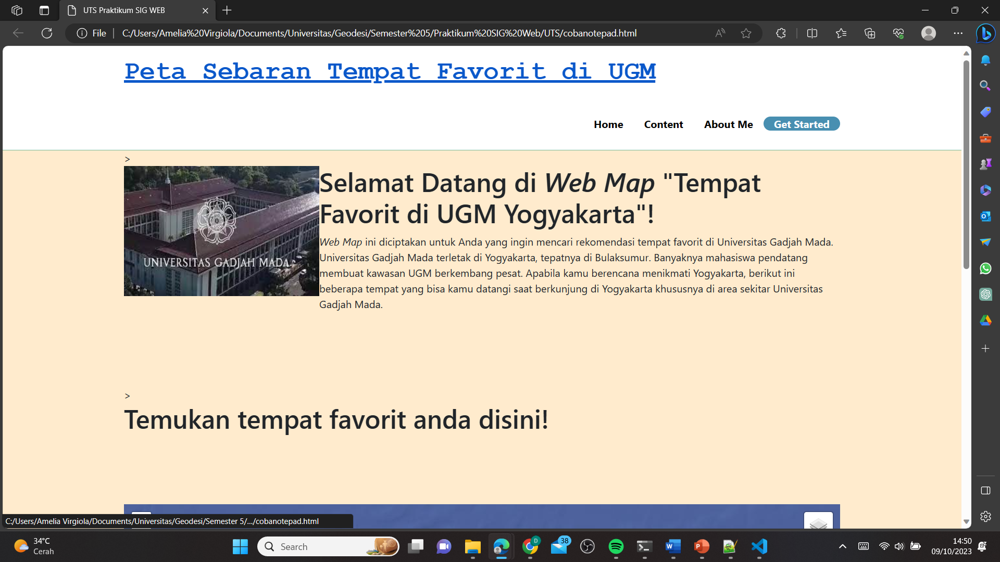 UTS Praktikum SIG WEB
File
C:/Users/Amelia%20Virgiola/Documents/Universitas/Geodesi/Semester%205/Praktikum%20SIG%20Web/UTS/cobanotepad.html
Peta Sebaran Tempat Favorit di UGM
Home Content About Me Get Started
>
UNIVERSITAS GADJAH MADA
Selamat Datang di Web Map "Tempat
Favorit di UGM Yogyakarta"!
Web Map ini diciptakan untuk Anda yang ingin mencari rekomendasi tempat favorit di Universitas Gadjah Mada.
Universitas Gadjah Mada terletak di Yogyakarta, tepatnya di Bulaksumur. Banyaknya mahasiswa pendatang
membuat kawasan UGM berkembang pesat. Apabila kamu berencana menikmati Yogyakarta, berikut ini
beberapa tempat yang bisa kamu datangi saat berkunjung di Yogyakarta khususnya di area sekitar Universitas
Gadjah Mada.
>
Temukan tempat favorit anda disini!
C:/Users/Amelia Virgiola/Documents/Universitas/Geodesi/Semester 5/.../cobanotepad.html
34°C
Cerah
Search
D
38
14:50
09/10/2023